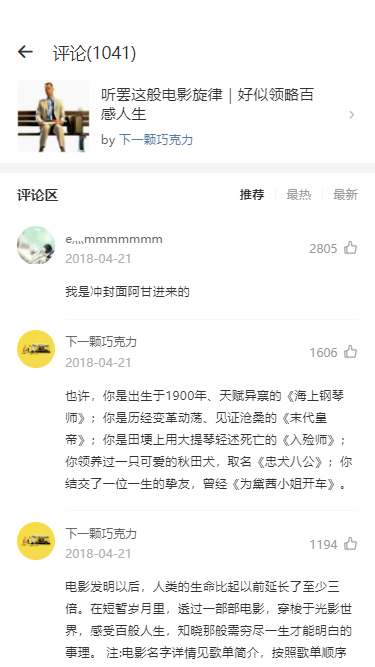 评论(1041)
听罢这般电影旋律｜好似领略百
感人生
by 下一颗巧克力
评论区
推荐 最热 最新
e灬mmmmmmm
2018-04-21
2805
我是冲封面阿甘进来的
下一颗巧克力
2018-04-21
1606
也许，你是出生于1900年、天赋异禀的《海上钢琴
师》；你是历经变革动荡、见证沧桑的《末代皇
帝》；你是田埂上用大提琴轻述死亡的《入殓师》；
你领养过一只可爱的秋田犬，取名《忠犬八公》；你
结交了一位一生的挚友，曾经《为黛茜小姐开车》。
下一颗巧克力
2018-04-21
1194
电影发明以后，人类的生命比起以前延长了至少三
倍。在短暂岁月里，透过一部部电影，穿梭于光影世
界，感受百般人生，知晓那般需穷尽一生才能明白的
事理。 注:电影名字详情见歌单简介，按照歌单顺序